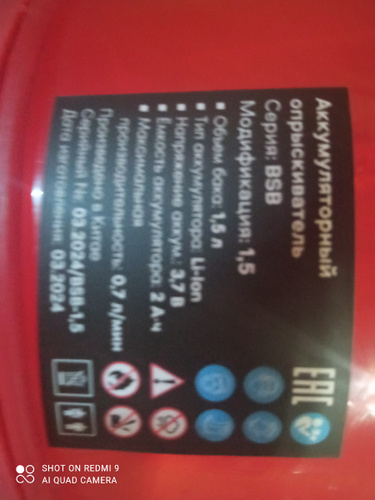 Аккумуляторный
опрыскиватель
Серия: BSB
Модификация: 1,5
▪ Объем бака: 1,5 л
▪ Тип аккумулятора: Li-ion
▪ Напряжение аккум.: 3,7 В
▪ Емкость аккумулятора: 2 А·ч
▪ Максимальная
производительность: 0,7 л/мин
Произведено в Китае
Серийный №: 03.2024/BSB-1,5
Дата изготовления: 03.2024
EAC
SHOT ON REDMI 9
AI QUAD CAMERA